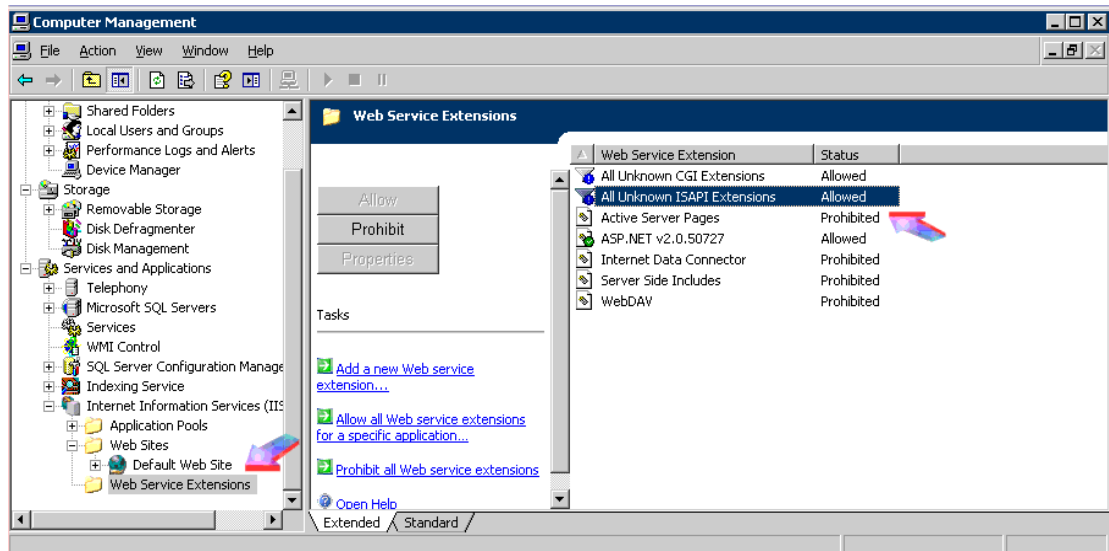 Computer Management
File Action View Window Help
Shared Folders
Local Users and Groups
Performance Logs and Alerts
Device Manager
Storage
Removable Storage
Disk Defragmenter
Disk Management
Services and Applications
Telephony
Microsoft SQL Servers
Services
WMI Control
SQL Server Configuration Manage
Indexing Service
Internet Information Services (IIS
Application Pools
Web Sites
Default Web Site
Web Service Extensions
Web Service Extensions
Allow
Prohibit
Properties
Tasks
Add a new Web service
extension...
Allow all Web service extensions
for a specific application...
Prohibit all Web service extensions
Open Help
Web Service Extension Status
All Unknown CGI Extensions Allowed
All Unknown ISAPI Extensions Allowed
Active Server Pages Prohibited
ASP.NET v2.0.50727 Allowed
Internet Data Connector Prohibited
Server Side Includes Prohibited
WebDAV Prohibited
Extended Standard